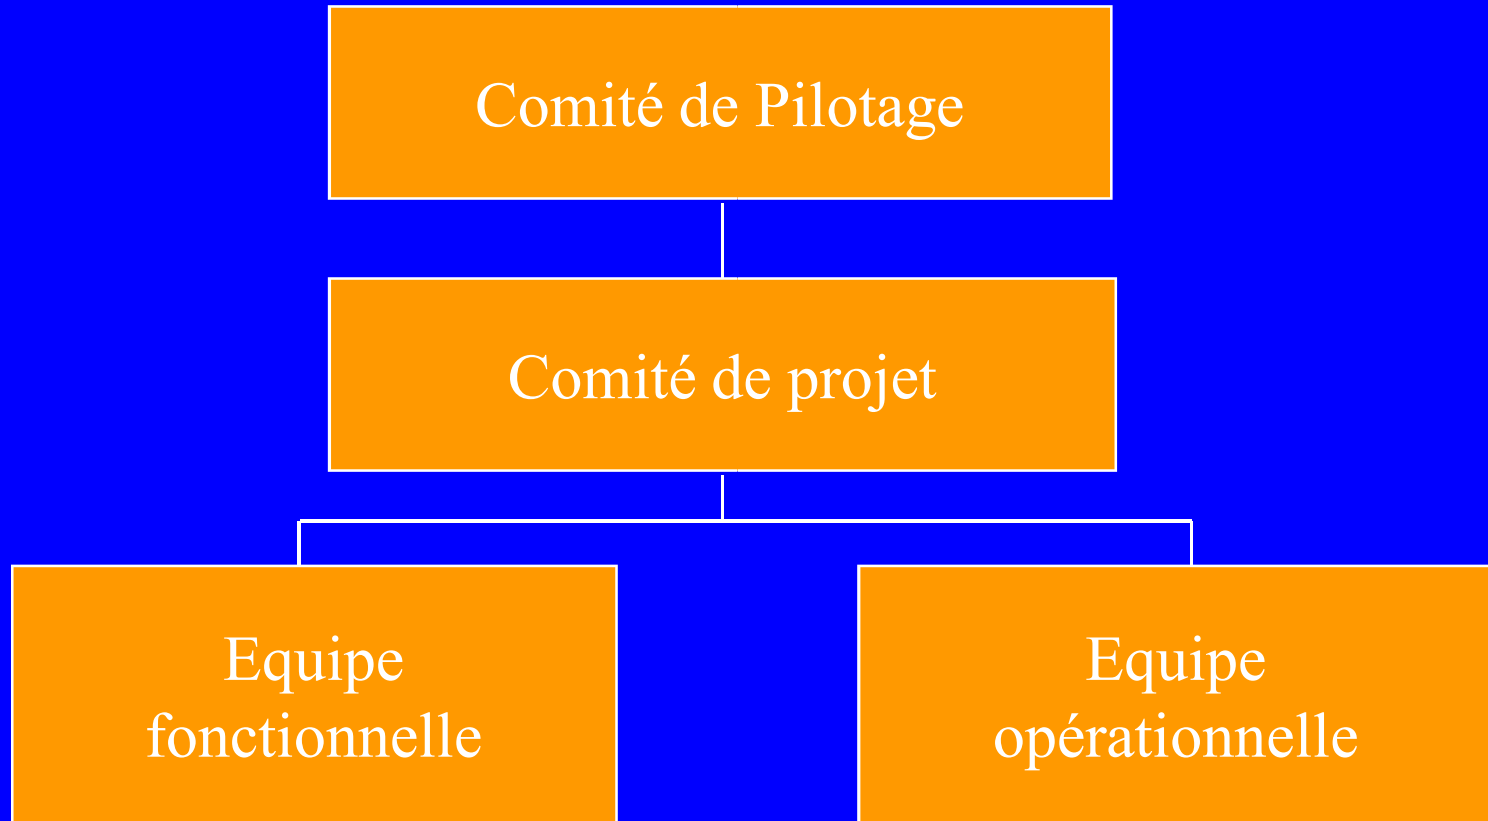 Comité de Pilotage
Comité de projet
Equipe
fonctionnelle
Equipe
opérationnelle